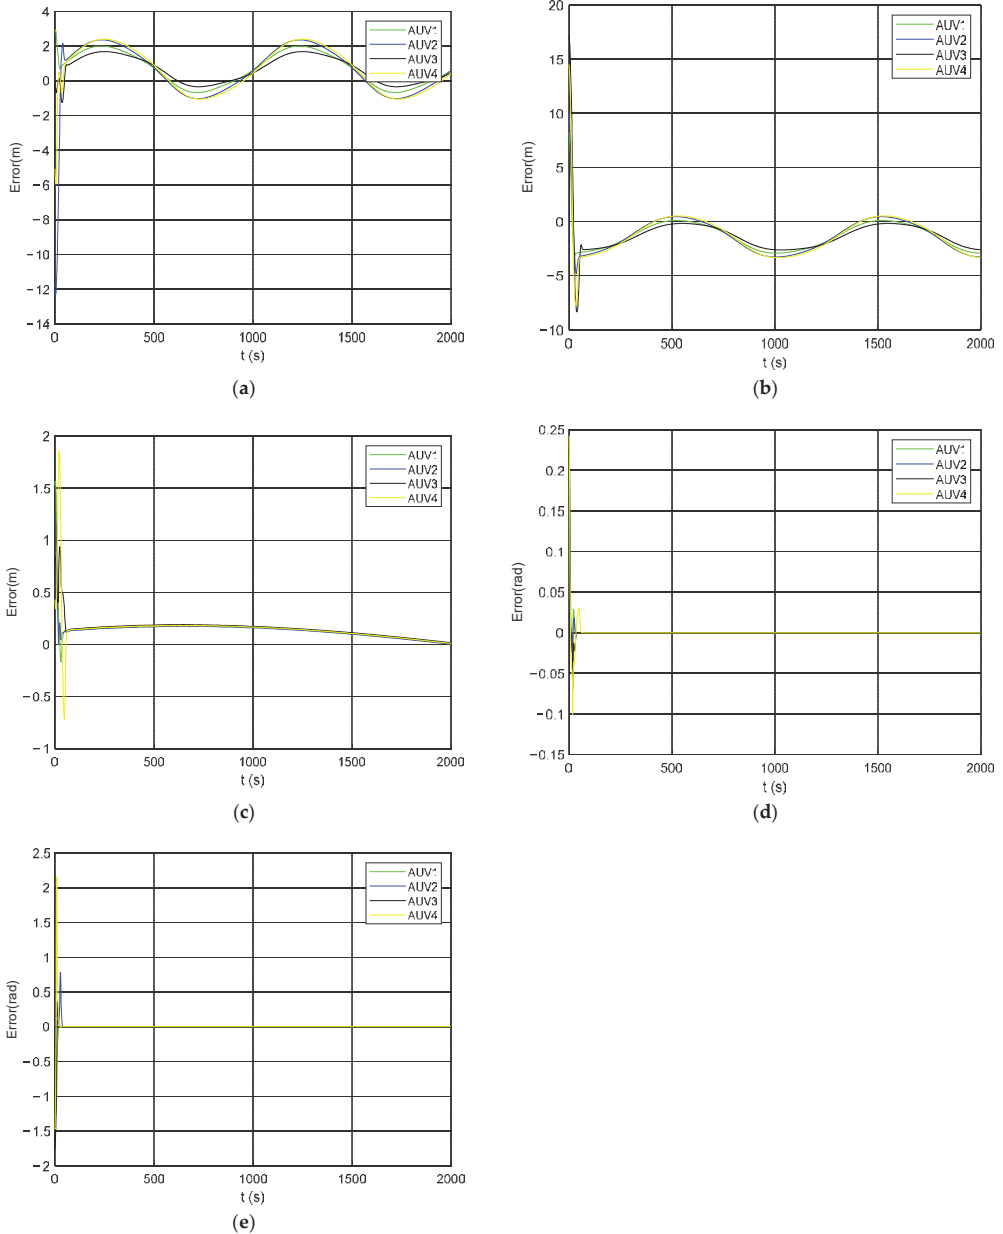 4
2
0
−2
−4
−6
−8
−10
−12
−14
Error(m)
0 500 1000 1500 2000
t (s)
AUV1
AUV2
AUV3
AUV4
(a)
20
15
10
5
0
−5
−10
Error(m)
0 500 1000 1500 2000
t (s)
AUV1
AUV2
AUV3
AUV4
(b)
2
1.5
1
0.5
0
−0.5
−1
Error(m)
0 500 1000 1500 2000
t (s)
AUV1
AUV2
AUV3
AUV4
(c)
0.25
0.2
0.15
0.1
0.05
0
−0.05
−0.1
−0.15
Error(rad)
0 500 1000 1500 2000
t (s)
AUV1
AUV2
AUV3
AUV4
(d)
2.5
2
1.5
1
0.5
0
−0.5
−1
−1.5
−2
Error(rad)
0 500 1000 1500 2000
t (s)
AUV1
AUV2
AUV3
AUV4
(e)